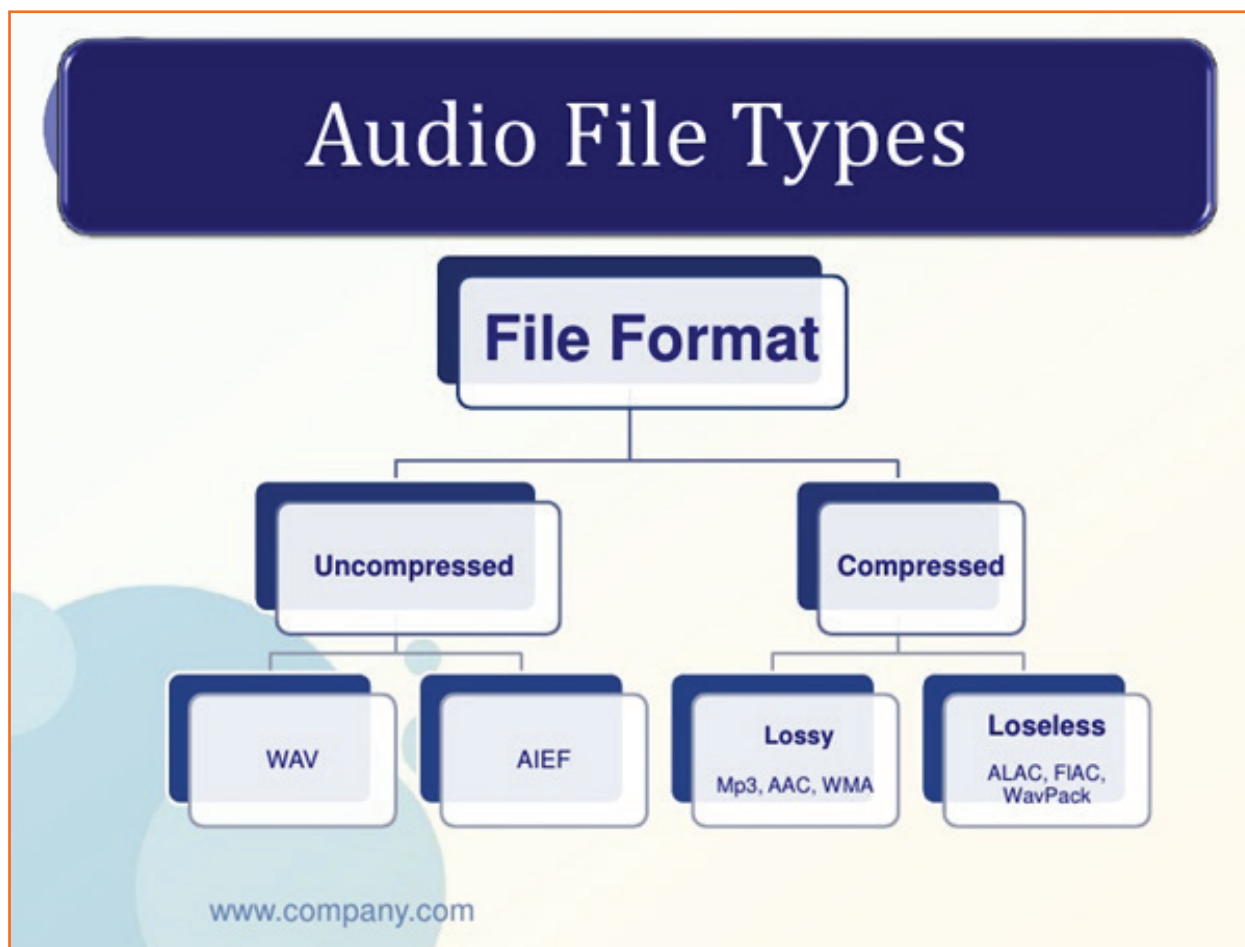 Audio File Types
File Format
Uncompressed
Compressed
WAV
AIEF
Lossy
Mp3, AAC, WMA
Loseless
ALAC, FlAC,
WavPack
www.company.com